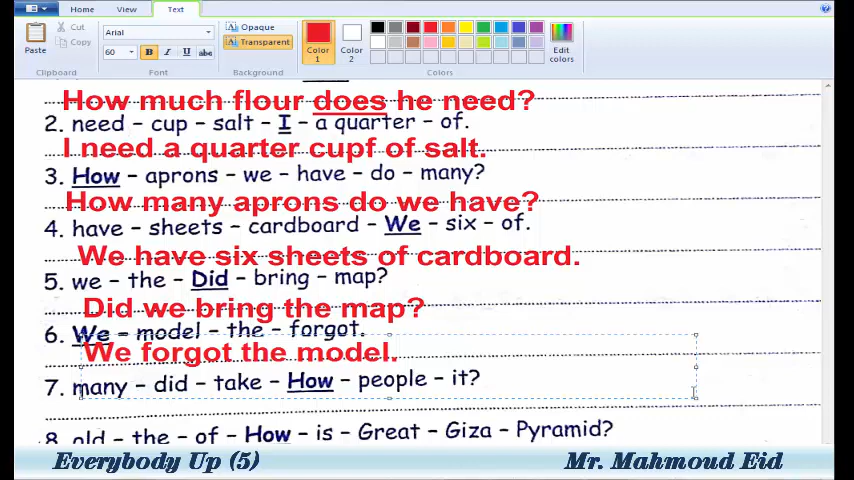 Home View Text
Paste
Cut
Copy
Clipboard
Arial
60
B I U abc
Font
Opaque
Transparent
Background
Color 1
Color 2
Edit colors
Colors
How much flour does he need?
2. need – cup – salt – I – a quarter – of.
I need a quarter cupf of salt.
3. How – aprons – we – have – do – many?
How many aprons do we have?
4. have – sheets – cardboard – We – six – of.
We have six sheets of cardboard.
5. we – the – Did – bring – map?
Did we bring the map?
6. We – model – the – forgot.
We forgot the model.
7. many – did – take – How – people – it?
8. old – the – of – How – is – Great – Giza – Pyramid?
Everybody Up (5) Mr. Mahmoud Eid